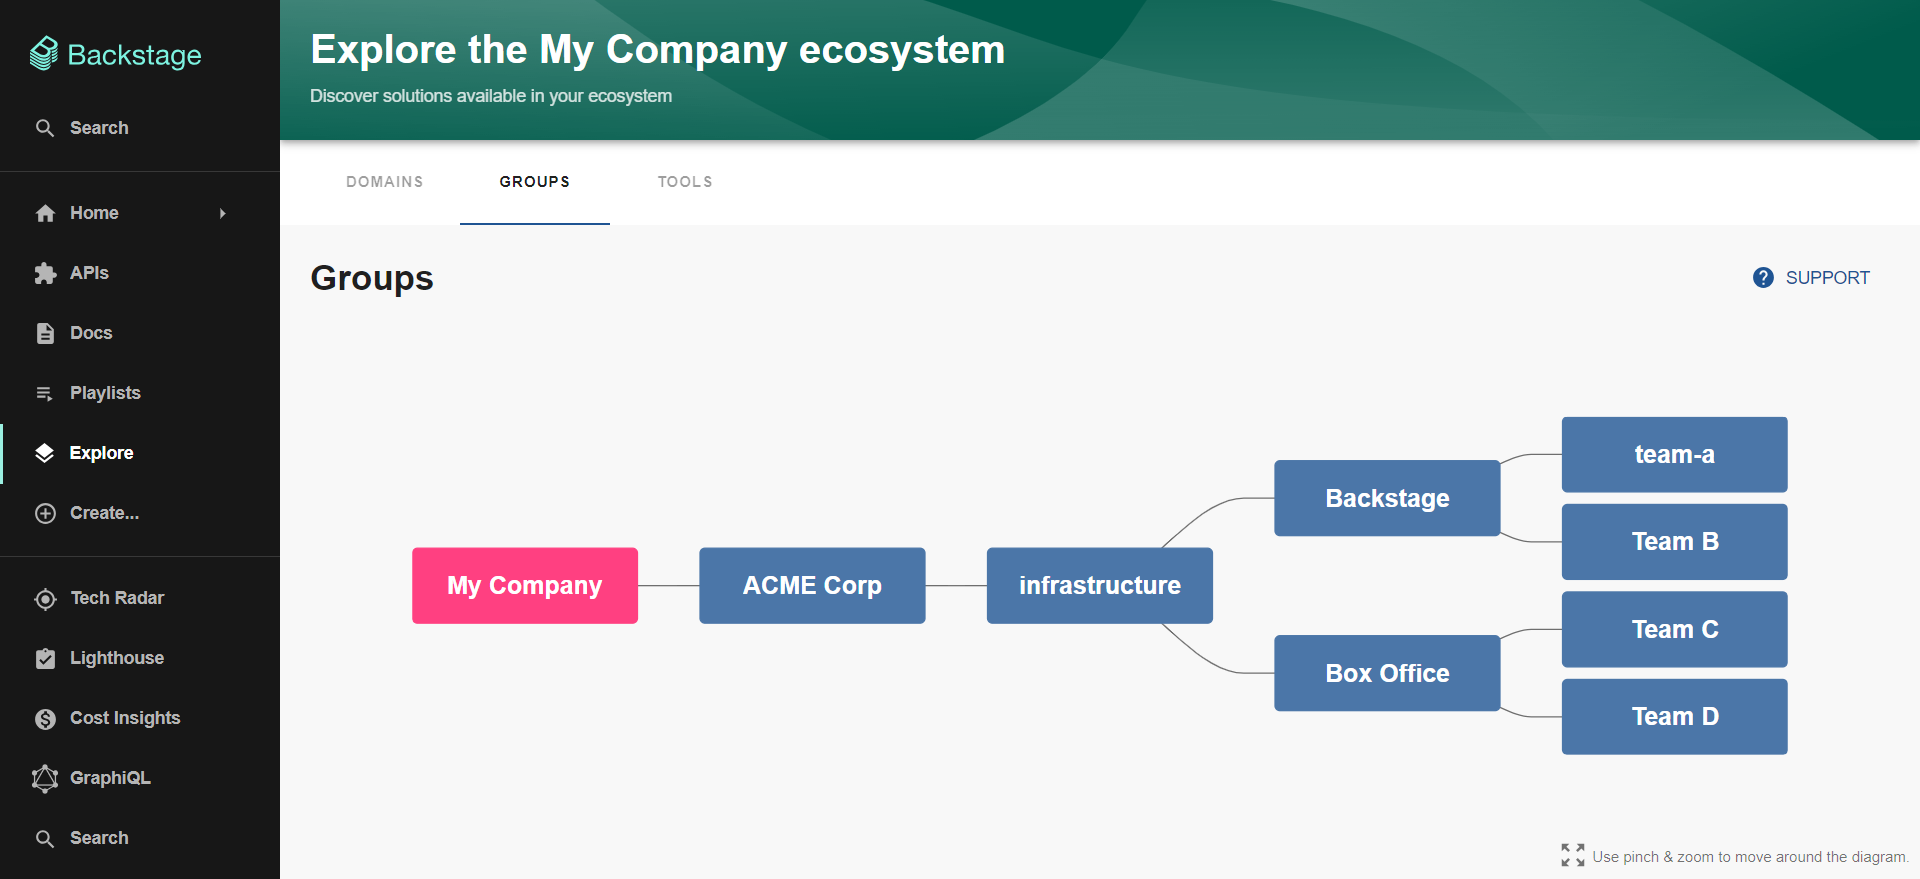 Backstage
Search
Home
APIs
Docs
Playlists
Explore
Create...
Tech Radar
Lighthouse
Cost Insights
GraphiQL
Search
Explore the My Company ecosystem
Discover solutions available in your ecosystem
DOMAINS GROUPS TOOLS
Groups
SUPPORT
My Company
ACME Corp
infrastructure
Backstage
Box Office
team-a
Team B
Team C
Team D
Use pinch & zoom to move around the diagram.